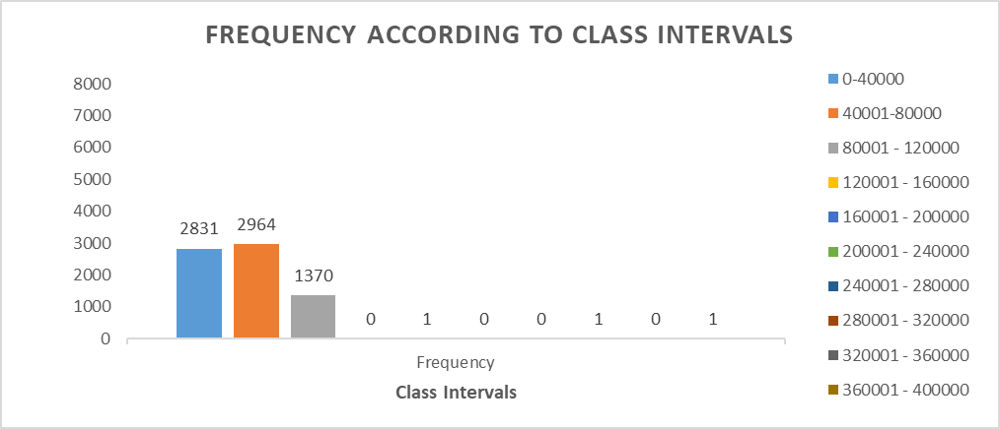 FREQUENCY ACCORDING TO CLASS INTERVALS
8000
7000
6000
5000
4000
3000
2000
1000
0
2831
2964
1370
0
1
0
0
1
0
1
Frequency
Class Intervals
0-40000
40001-80000
80001 - 120000
120001 - 160000
160001 - 200000
200001 - 240000
240001 - 280000
280001 - 320000
320001 - 360000
360001 - 400000